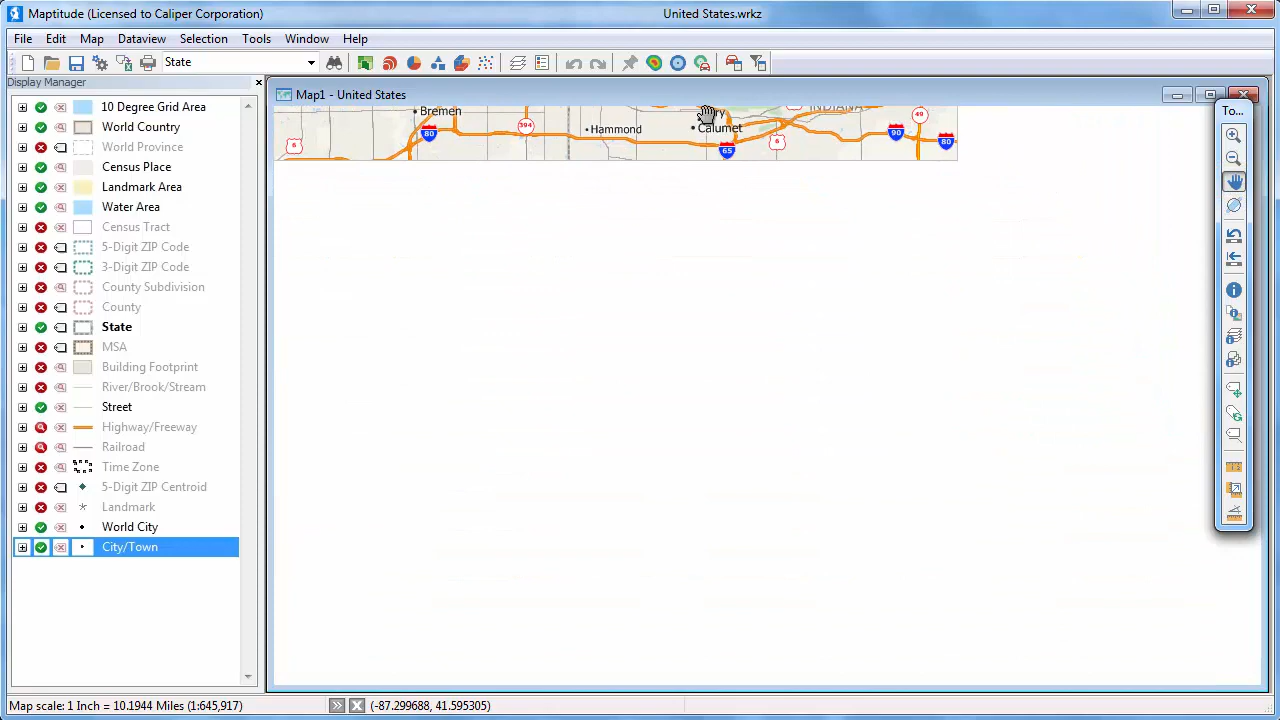 Maptitude (Licensed to Caliper Corporation)
United States.wrkz
File Edit Map Dataview Selection Tools Window Help
State
Display Manager
Map1 - United States
To...
10 Degree Grid Area
World Country
World Province
Census Place
Landmark Area
Water Area
Census Tract
5-Digit ZIP Code
3-Digit ZIP Code
County Subdivision
County
State
MSA
Building Footprint
River/Brook/Stream
Street
Highway/Freeway
Railroad
Time Zone
5-Digit ZIP Centroid
Landmark
World City
City/Town
INDIANA
Bremen
49
394
Hammond
Calumet
80
90
6
6
80
65
Map scale: 1 Inch = 10.1944 Miles (1:645,917)
(-87.299688, 41.595305)